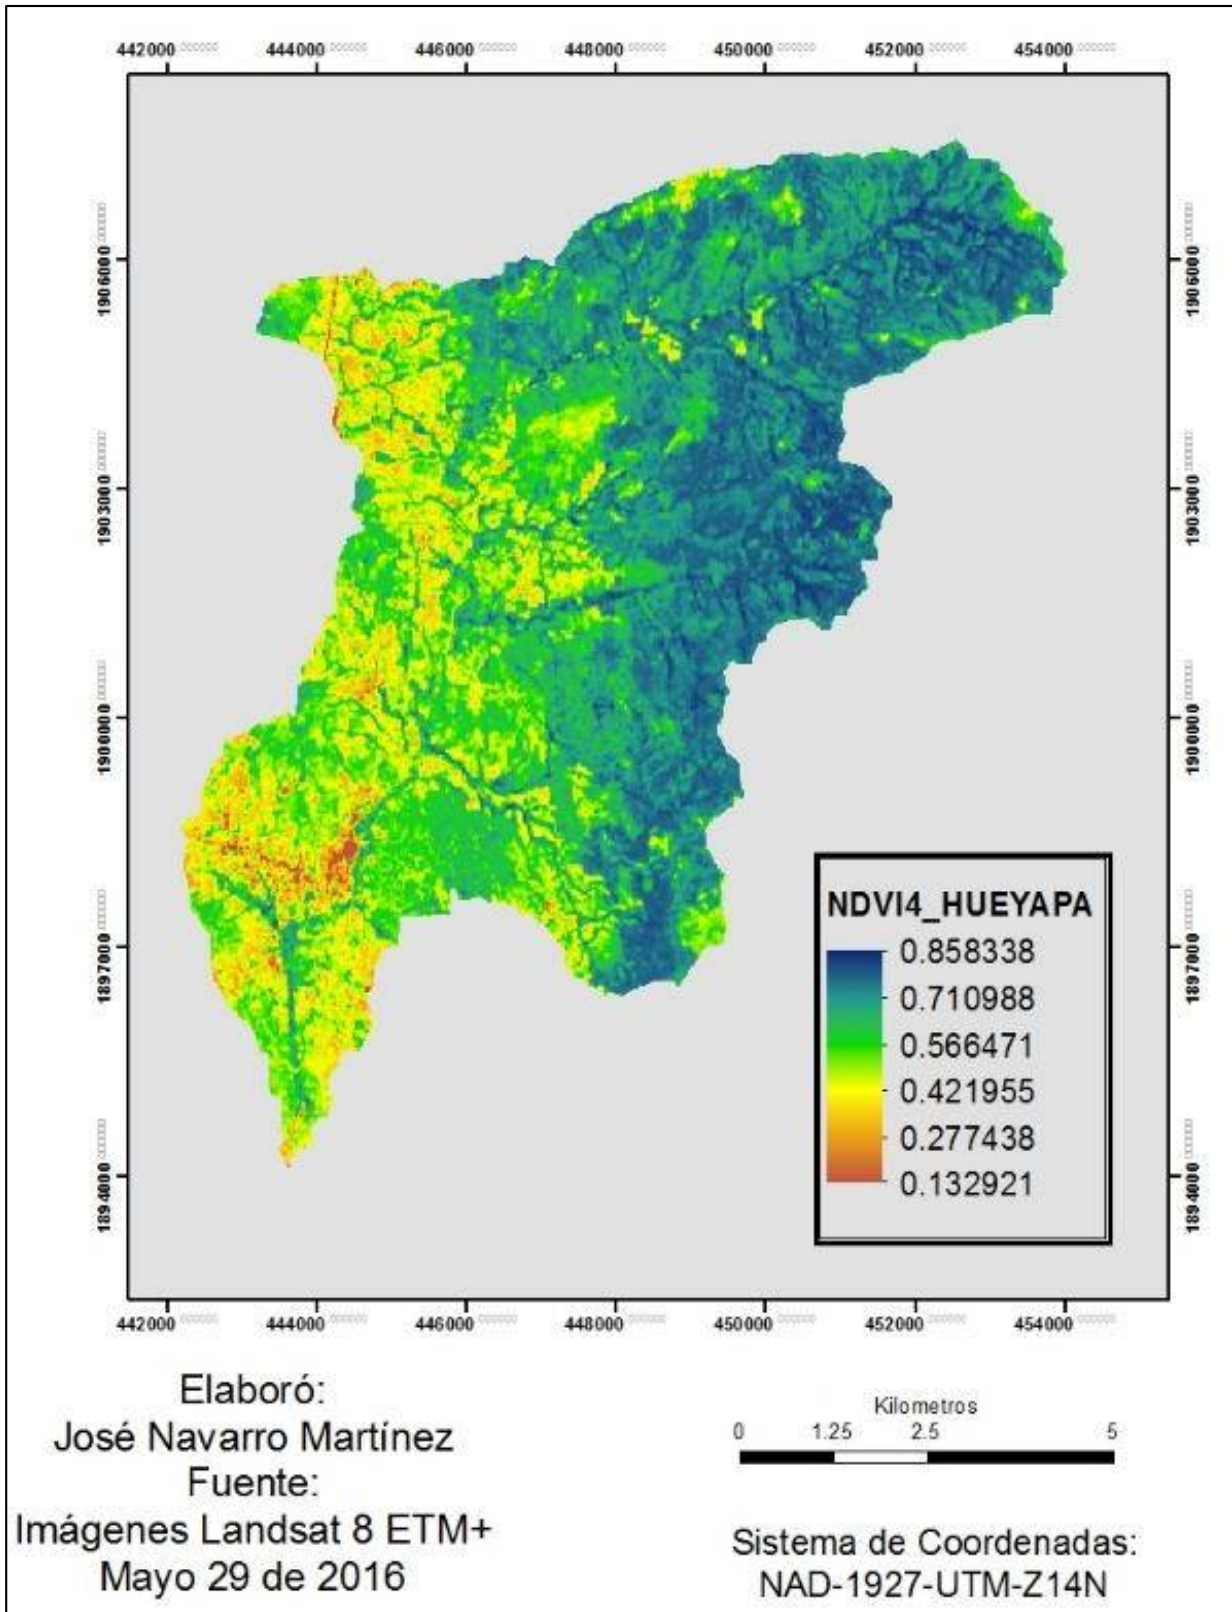 442000 444000 446000 448000 450000 452000 454000
1906000 1906000
1903000 1903000
1900000 1900000
1897000 1897000
1894000 1894000
NDVI4_HUEYAPA
0.858338
0.710988
0.566471
0.421955
0.277438
0.132921
442000 444000 446000 448000 450000 452000 454000
Elaboró:
José Navarro Martínez
Fuente:
Imágenes Landsat 8 ETM+
Mayo 29 de 2016
Kilometros
0 1.25 2.5 5
Sistema de Coordenadas:
NAD-1927-UTM-Z14N